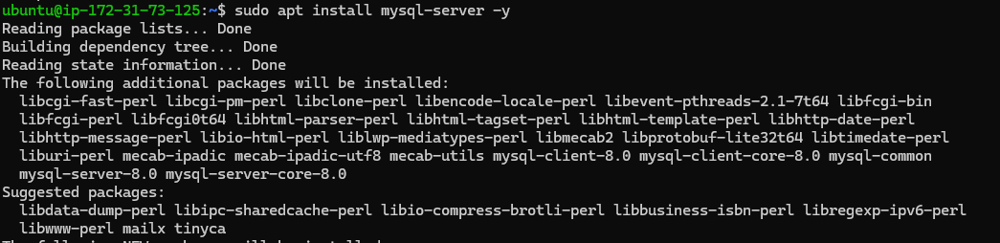 ubuntu@ip-172-31-73-125:~$ sudo apt install mysql-server -y
Reading package lists... Done
Building dependency tree... Done
Reading state information... Done
The following additional packages will be installed:
  libcgi-fast-perl libcgi-pm-perl libclone-perl libencode-locale-perl libevent-pthreads-2.1-7t64 libfcgi-bin
  libfcgi-perl libfcgi0t64 libhtml-parser-perl libhtml-tagset-perl libhtml-template-perl libhttp-date-perl
  libhttp-message-perl libio-html-perl liblwp-mediatypes-perl libmecab2 libprotobuf-lite32t64 libtimedate-perl
  liburi-perl mecab-ipadic mecab-ipadic-utf8 mecab-utils mysql-client-8.0 mysql-client-core-8.0 mysql-common
  mysql-server-8.0 mysql-server-core-8.0
Suggested packages:
  libdata-dump-perl libipc-sharedcache-perl libio-compress-brotli-perl libbusiness-isbn-perl libregexp-ipv6-perl
  libwww-perl mailx tinyca